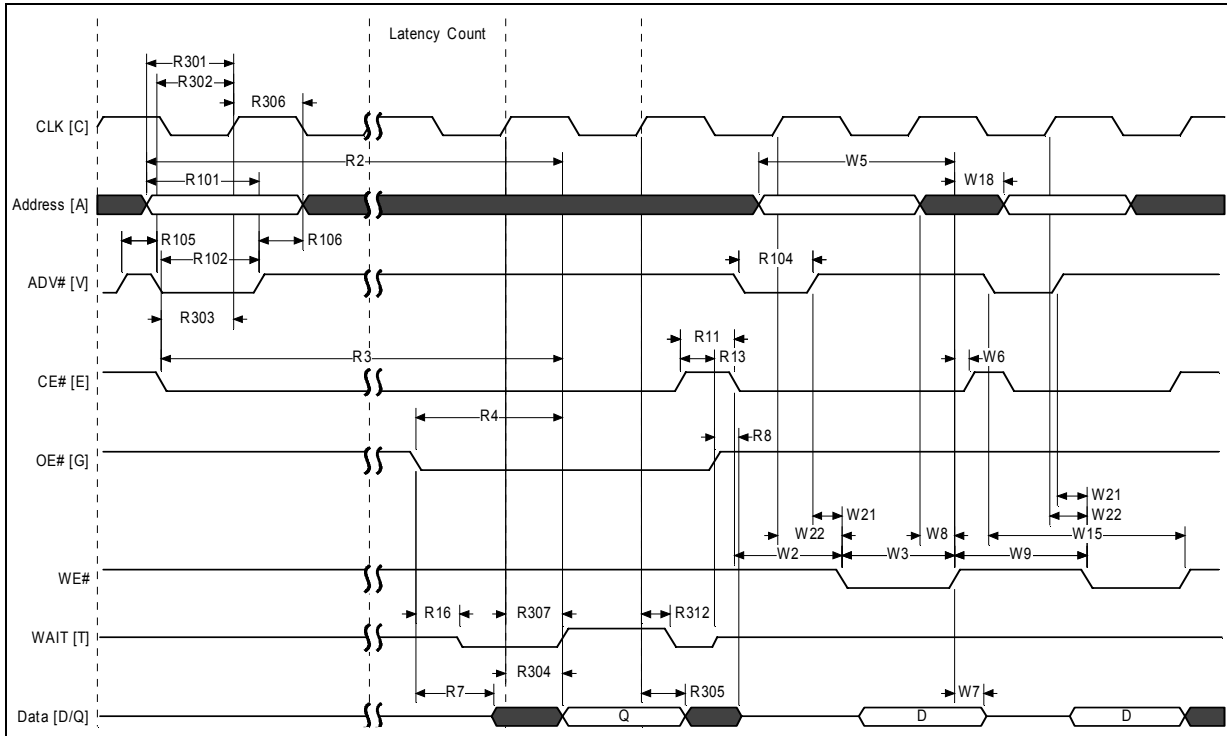 Latency Count
R301
R302
R306
CLK [C]
R2
W5
R101
W18
Address [A]
R105
R106
R102
R104
ADV# [V]
R303
R11
R3
R13
W6
CE# [E]
R4
R8
OE# [G]
W21
W21
W22
W22
W8
W15
W2
W3
W9
WE#
R16
R307
R312
WAIT [T]
R304
R7
R305
W7
Data [D/Q]
Q
D
D